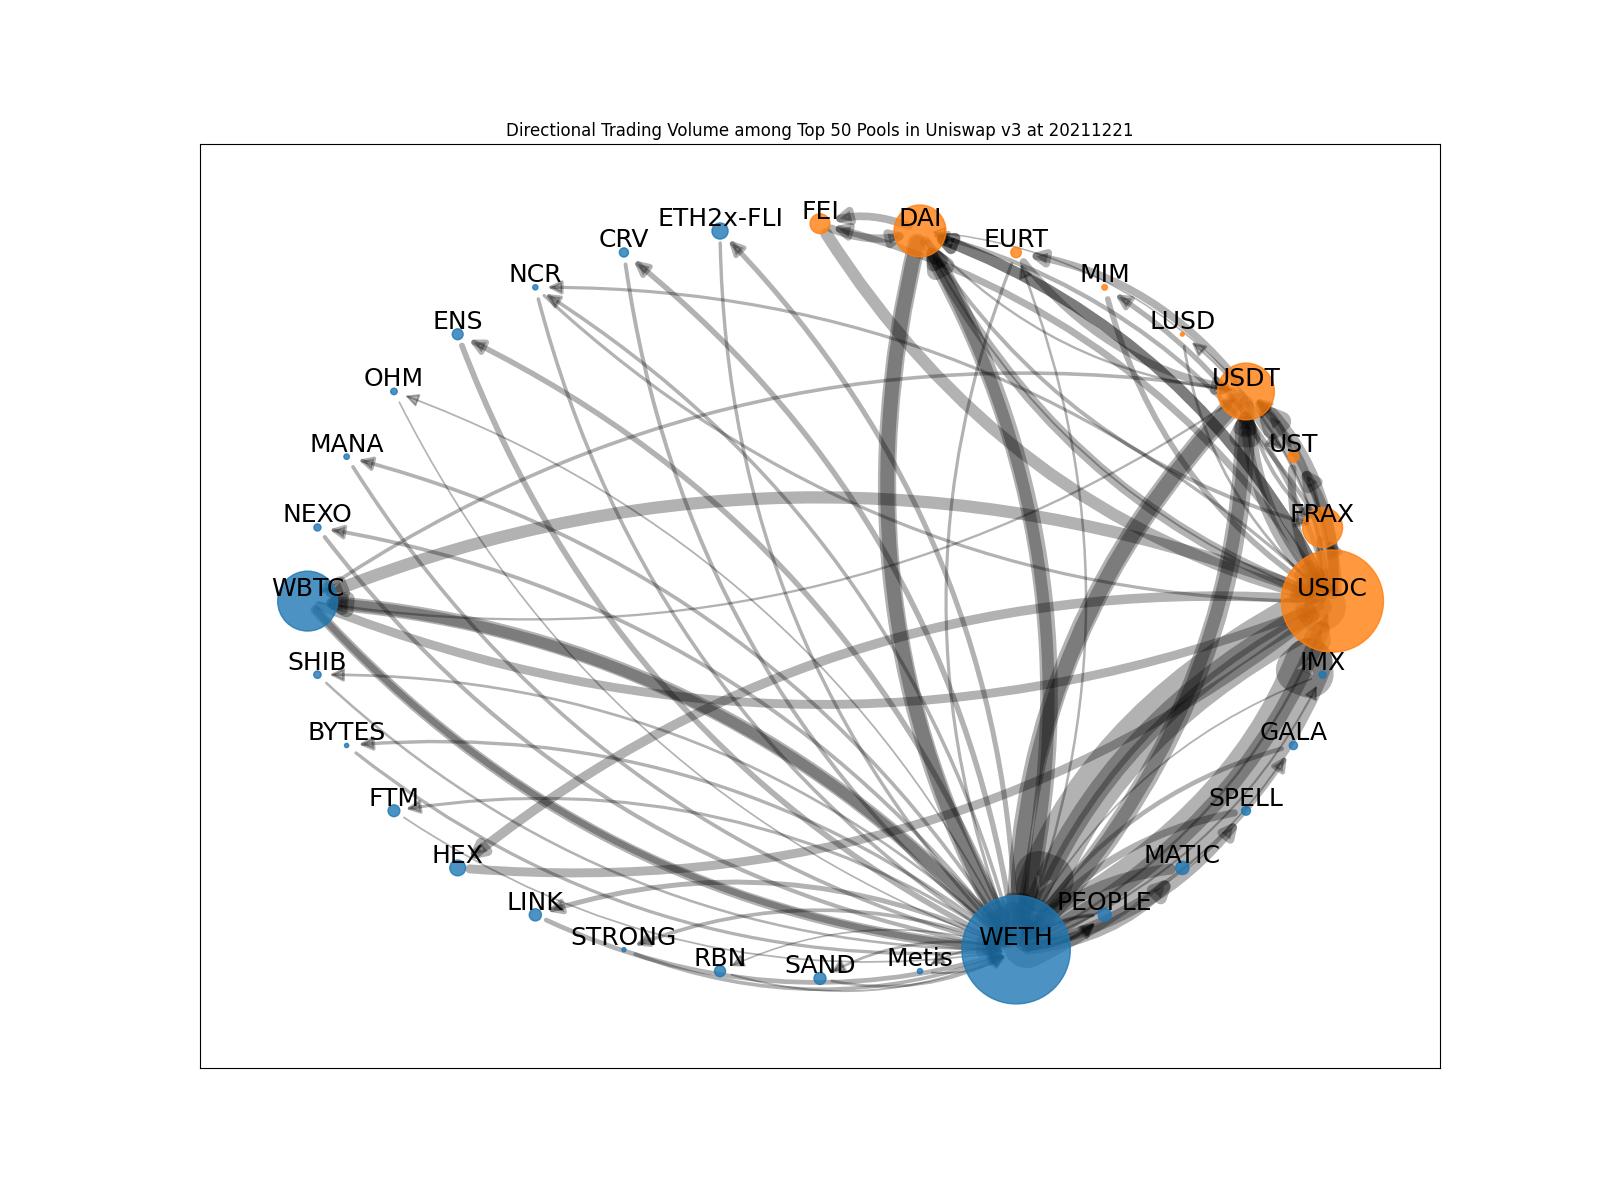 Directional Trading Volume among Top 50 Pools in Uniswap v3 at 20211221
FEI
DAI
ETH2x-FLI
CRV
EURT
NCR
MIM
ENS
LUSD
OHM
USDT
MANA
UST
NEXO
FRAX
WBTC
USDC
SHIB
IMX
BYTES
GALA
FTM
SPELL
HEX
MATIC
LINK
PEOPLE
STRONG
WETH
RBN
SAND
Metis